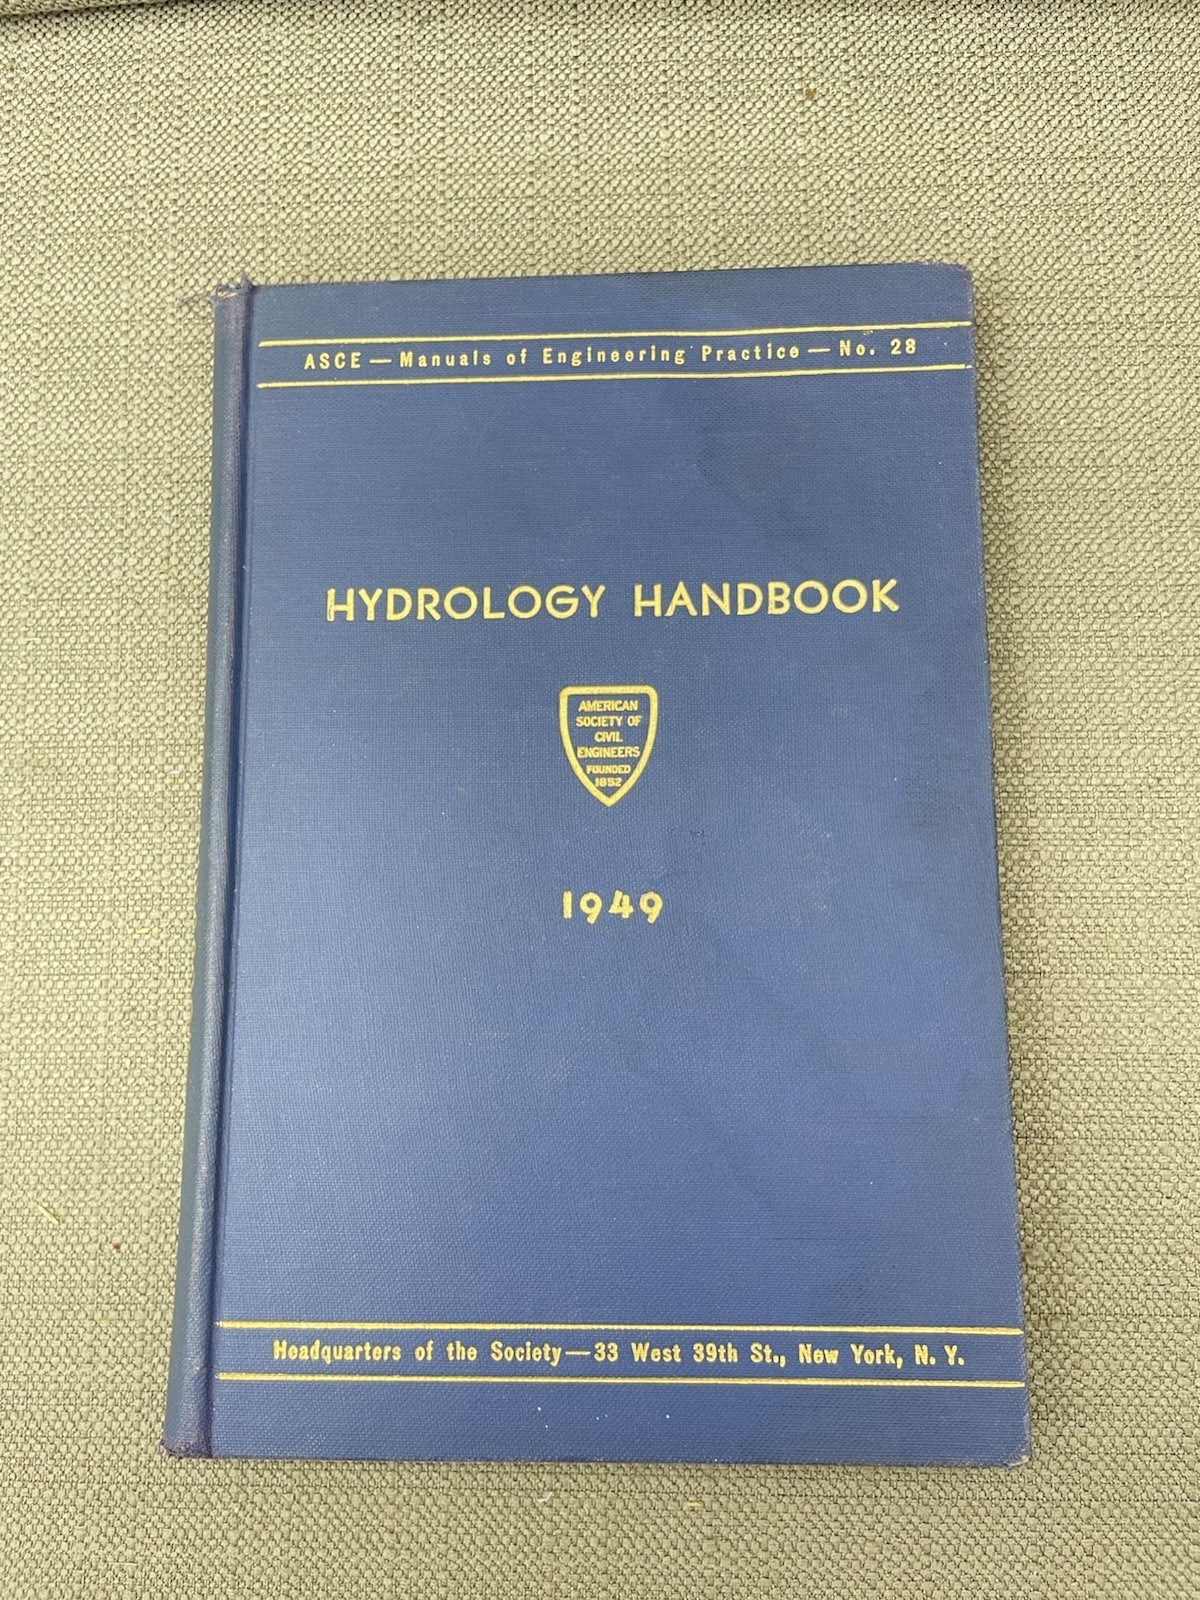 ASCE — Manuals of Engineering Practice — No. 28
HYDROLOGY HANDBOOK
AMERICAN
SOCIETY OF
CIVIL
ENGINEERS
FOUNDED
1852
1949
Headquarters of the Society—33 West 39th St., New York, N. Y.